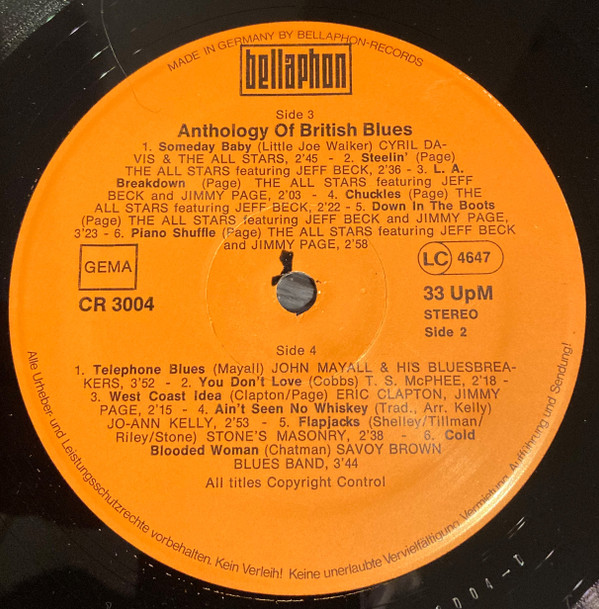 MADE IN GERMANY BY BELLAPHON-RECORDS
bellaphon
Side 3
Anthology Of British Blues
1. Someday Baby (Little Joe Walker) CYRIL DA-
VIS & THE ALL STARS, 2'45 - 2. Steelin' (Page)
THE ALL STARS featuring JEFF BECK, 2'36 - 3. L. A.
Breakdown (Page) THE ALL STARS featuring JEFF
BECK and JIMMY PAGE, 2'03 - 4. Chuckles (Page) THE
ALL STARS featuring JEFF BECK, 2'22 - 5. Down In The Boots
(Page) THE ALL STARS featuring JEFF BECK and JIMMY PAGE,
3'23 - 6. Piano Shuffle (Page) THE ALL STARS featuring JEFF BECK
and JIMMY PAGE, 2'58
GEMA
LC 4647
CR 3004
33 UpM
STEREO
Side 2
Side 4
1. Telephone Blues (Mayall) JOHN MAYALL & HIS BLUESBREA-
KERS, 3'52 - 2. You Don't Love (Cobbs) T. S. McPHEE, 2'18 -
3. West Coast Idea (Clapton/Page) ERIC CLAPTON, JIMMY
PAGE, 2'15 - 4. Ain't Seen No Whiskey (Trad., Arr. Kelly)
JO-ANN KELLY, 2'53 - 5. Flapjacks (Shelley/Tillman/
Riley/Stone) STONE'S MASONRY, 2'38 - 6. Cold
Blooded Woman (Chatman) SAVOY BROWN
BLUES BAND, 3'44
All titles Copyright Control
Alle Urheber und Leistungsschutzrechte vorbehalten. Kein Verleih! Keine unerlaubte Vervielfältigung, Vermietung, Aufführung und Sendung!